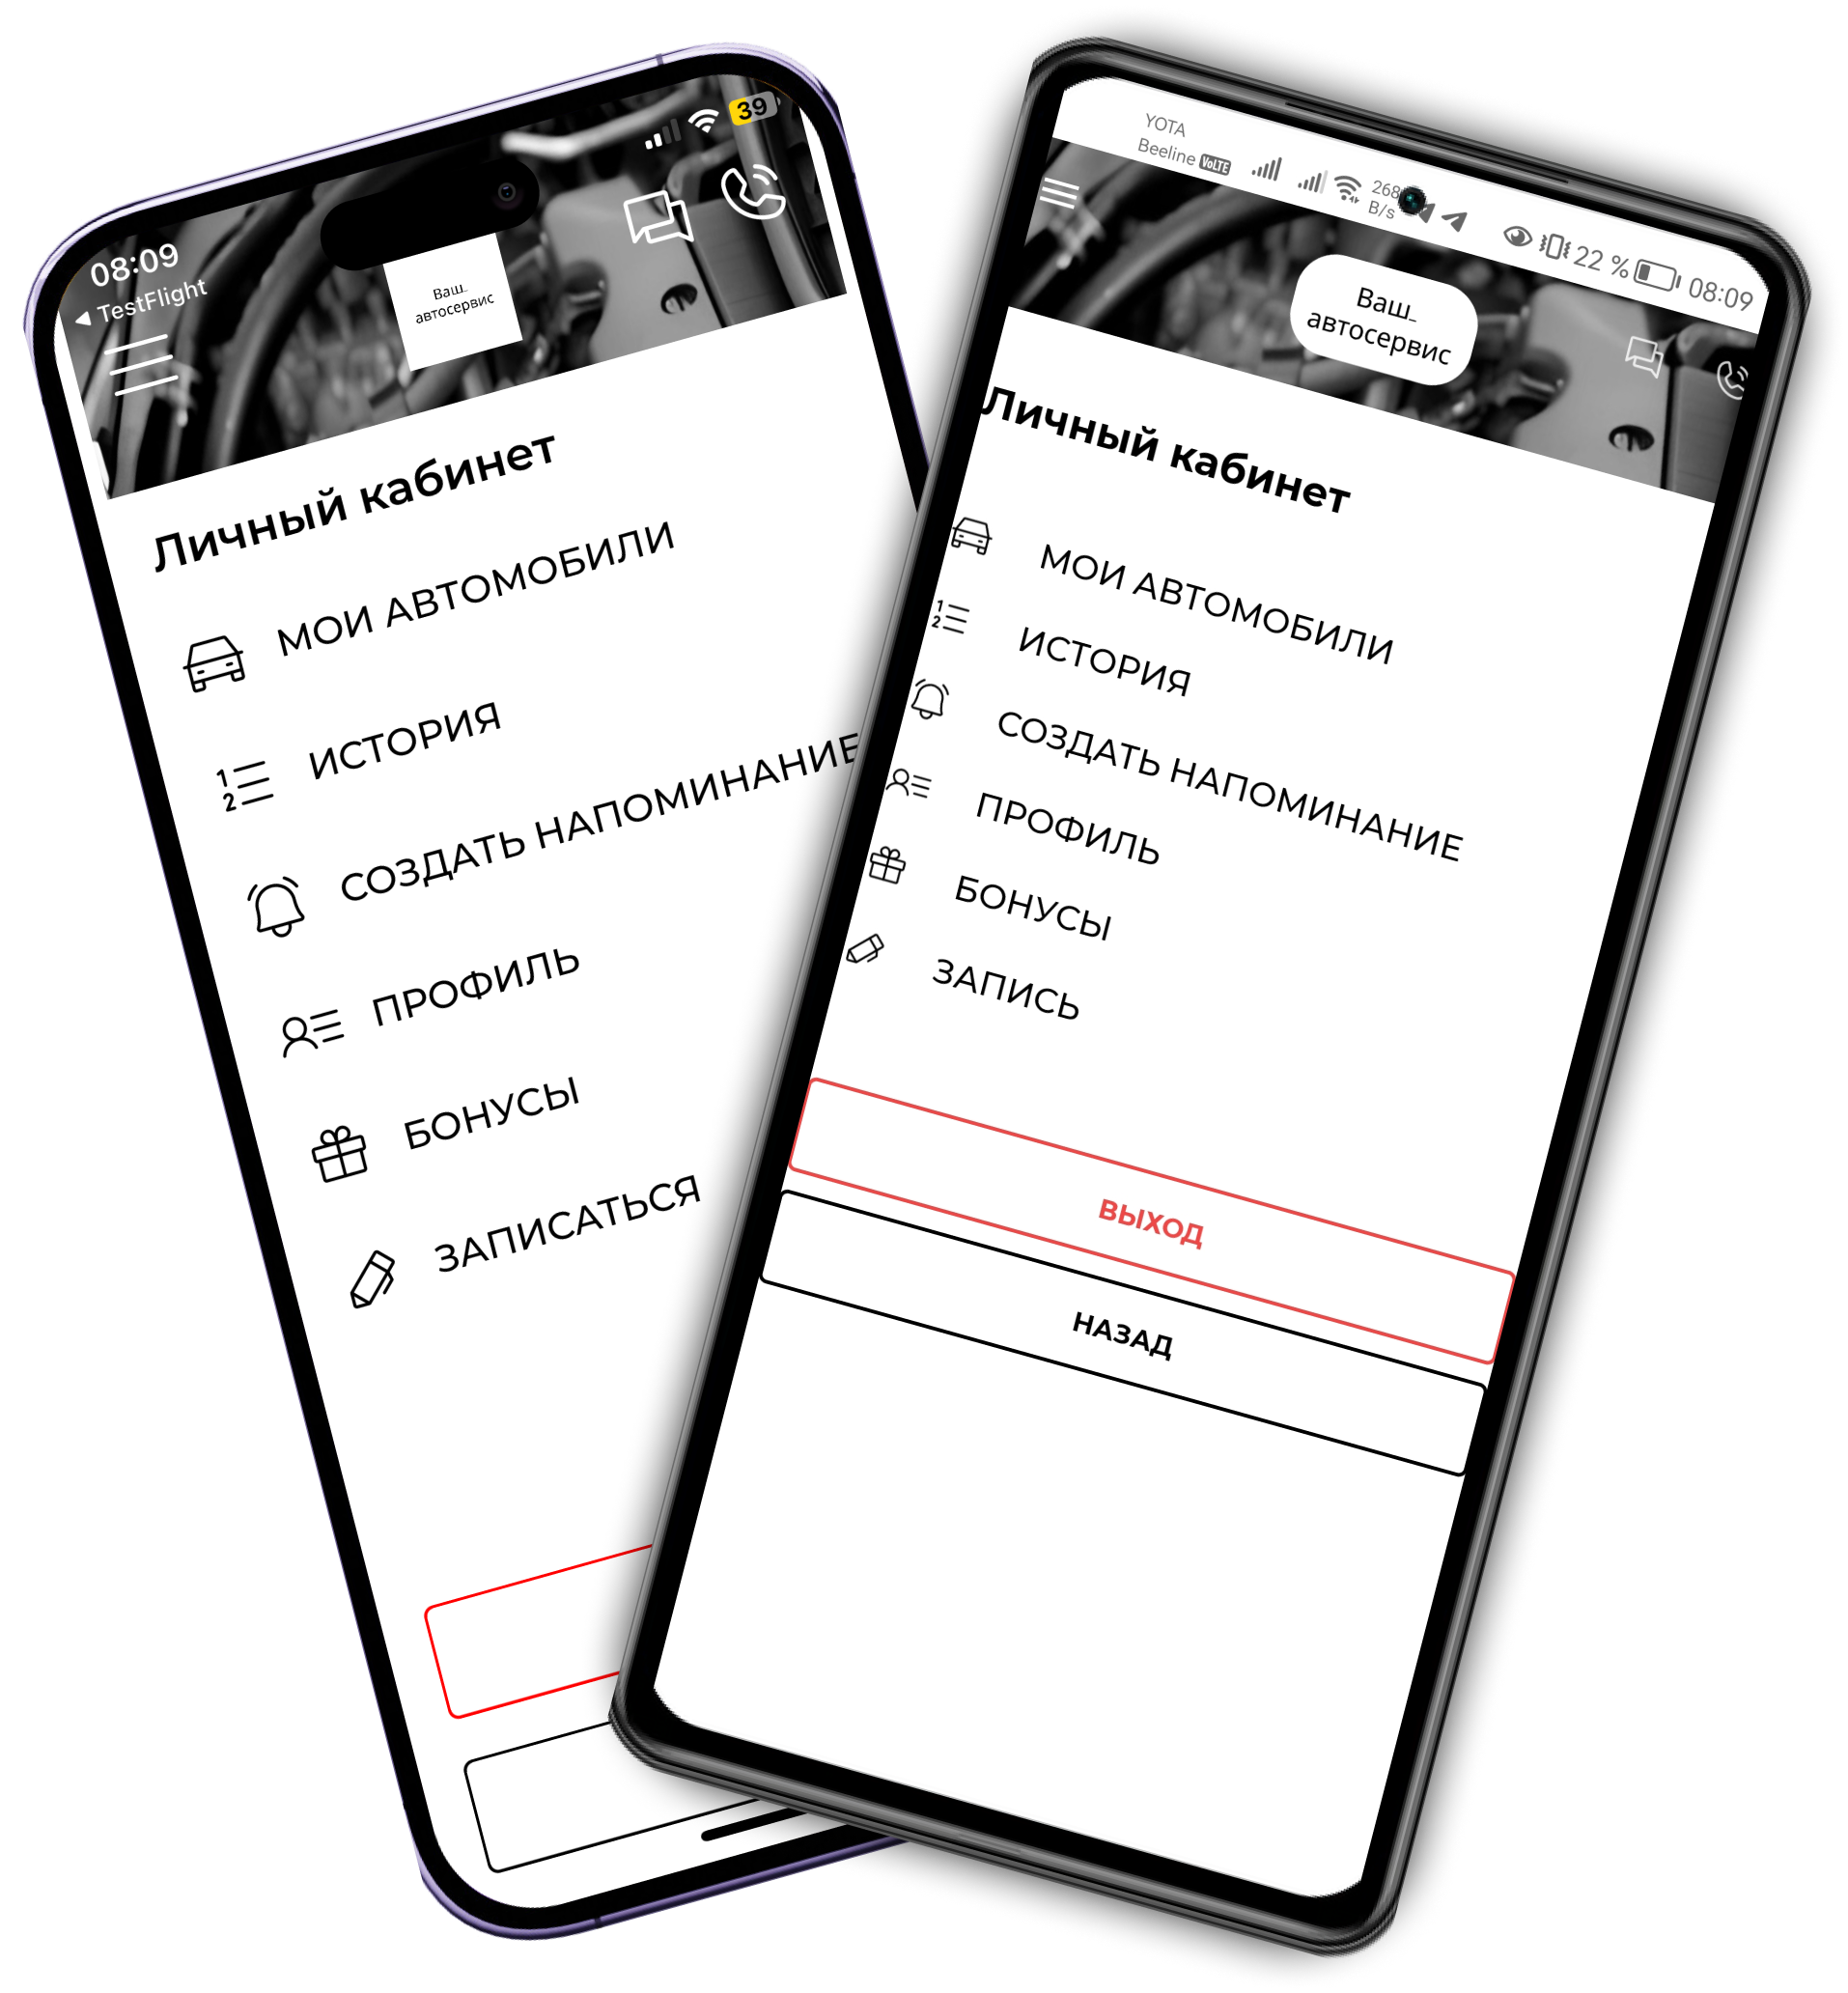 08:09
39
TestFlight
Ваш_
автосервис
Личный кабинет
МОИ АВТОМОБИЛИ
ИСТОРИЯ
СОЗДАТЬ НАПОМИНАНИЕ
ПРОФИЛЬ
БОНУСЫ
ЗАПИСАТЬСЯ
YOTA
Beeline VoLTE
268
B/s
22 % 08:09
Ваш_
автосервис
Личный кабинет
МОИ АВТОМОБИЛИ
ИСТОРИЯ
СОЗДАТЬ НАПОМИНАНИЕ
ПРОФИЛЬ
БОНУСЫ
ЗАПИСЬ
ВЫХОД
НАЗАД